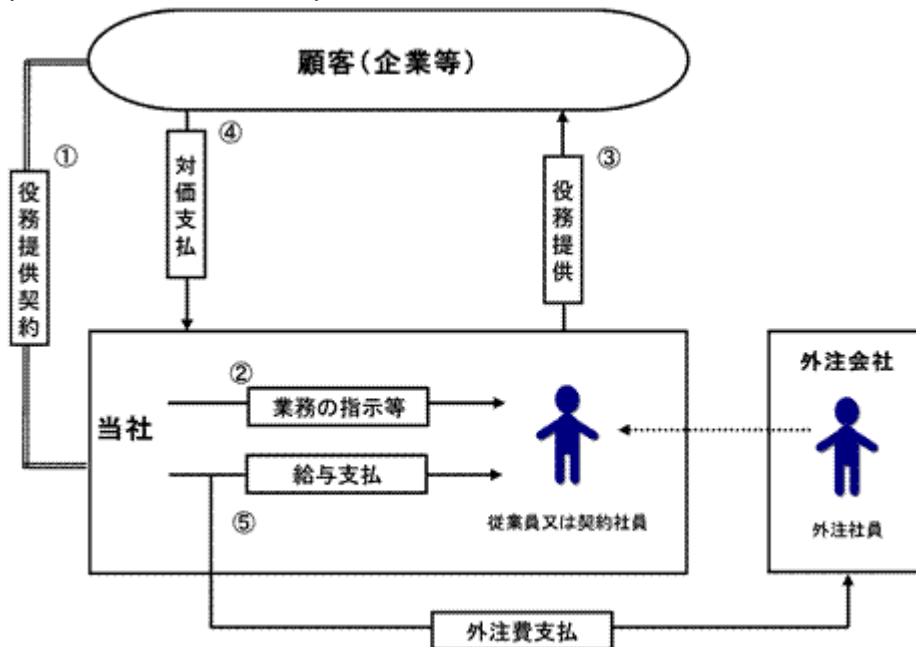 顧客(企業等)
①
役務提供契約
④
対価支払
③
役務提供
当社
②
業務の指示等
給与支払
⑤
従業員又は契約社員
外注会社
外注社員
外注費支払